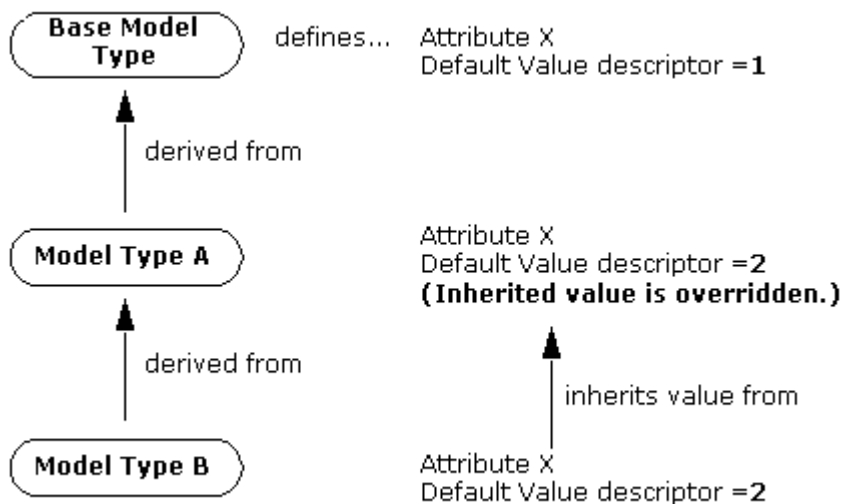 Base Model
Type
defines...
Attribute X
Default Value descriptor =1
derived from
Model Type A
Attribute X
Default Value descriptor =2
(Inherited value is overridden.)
derived from
inherits value from
Model Type B
Attribute X
Default Value descriptor =2